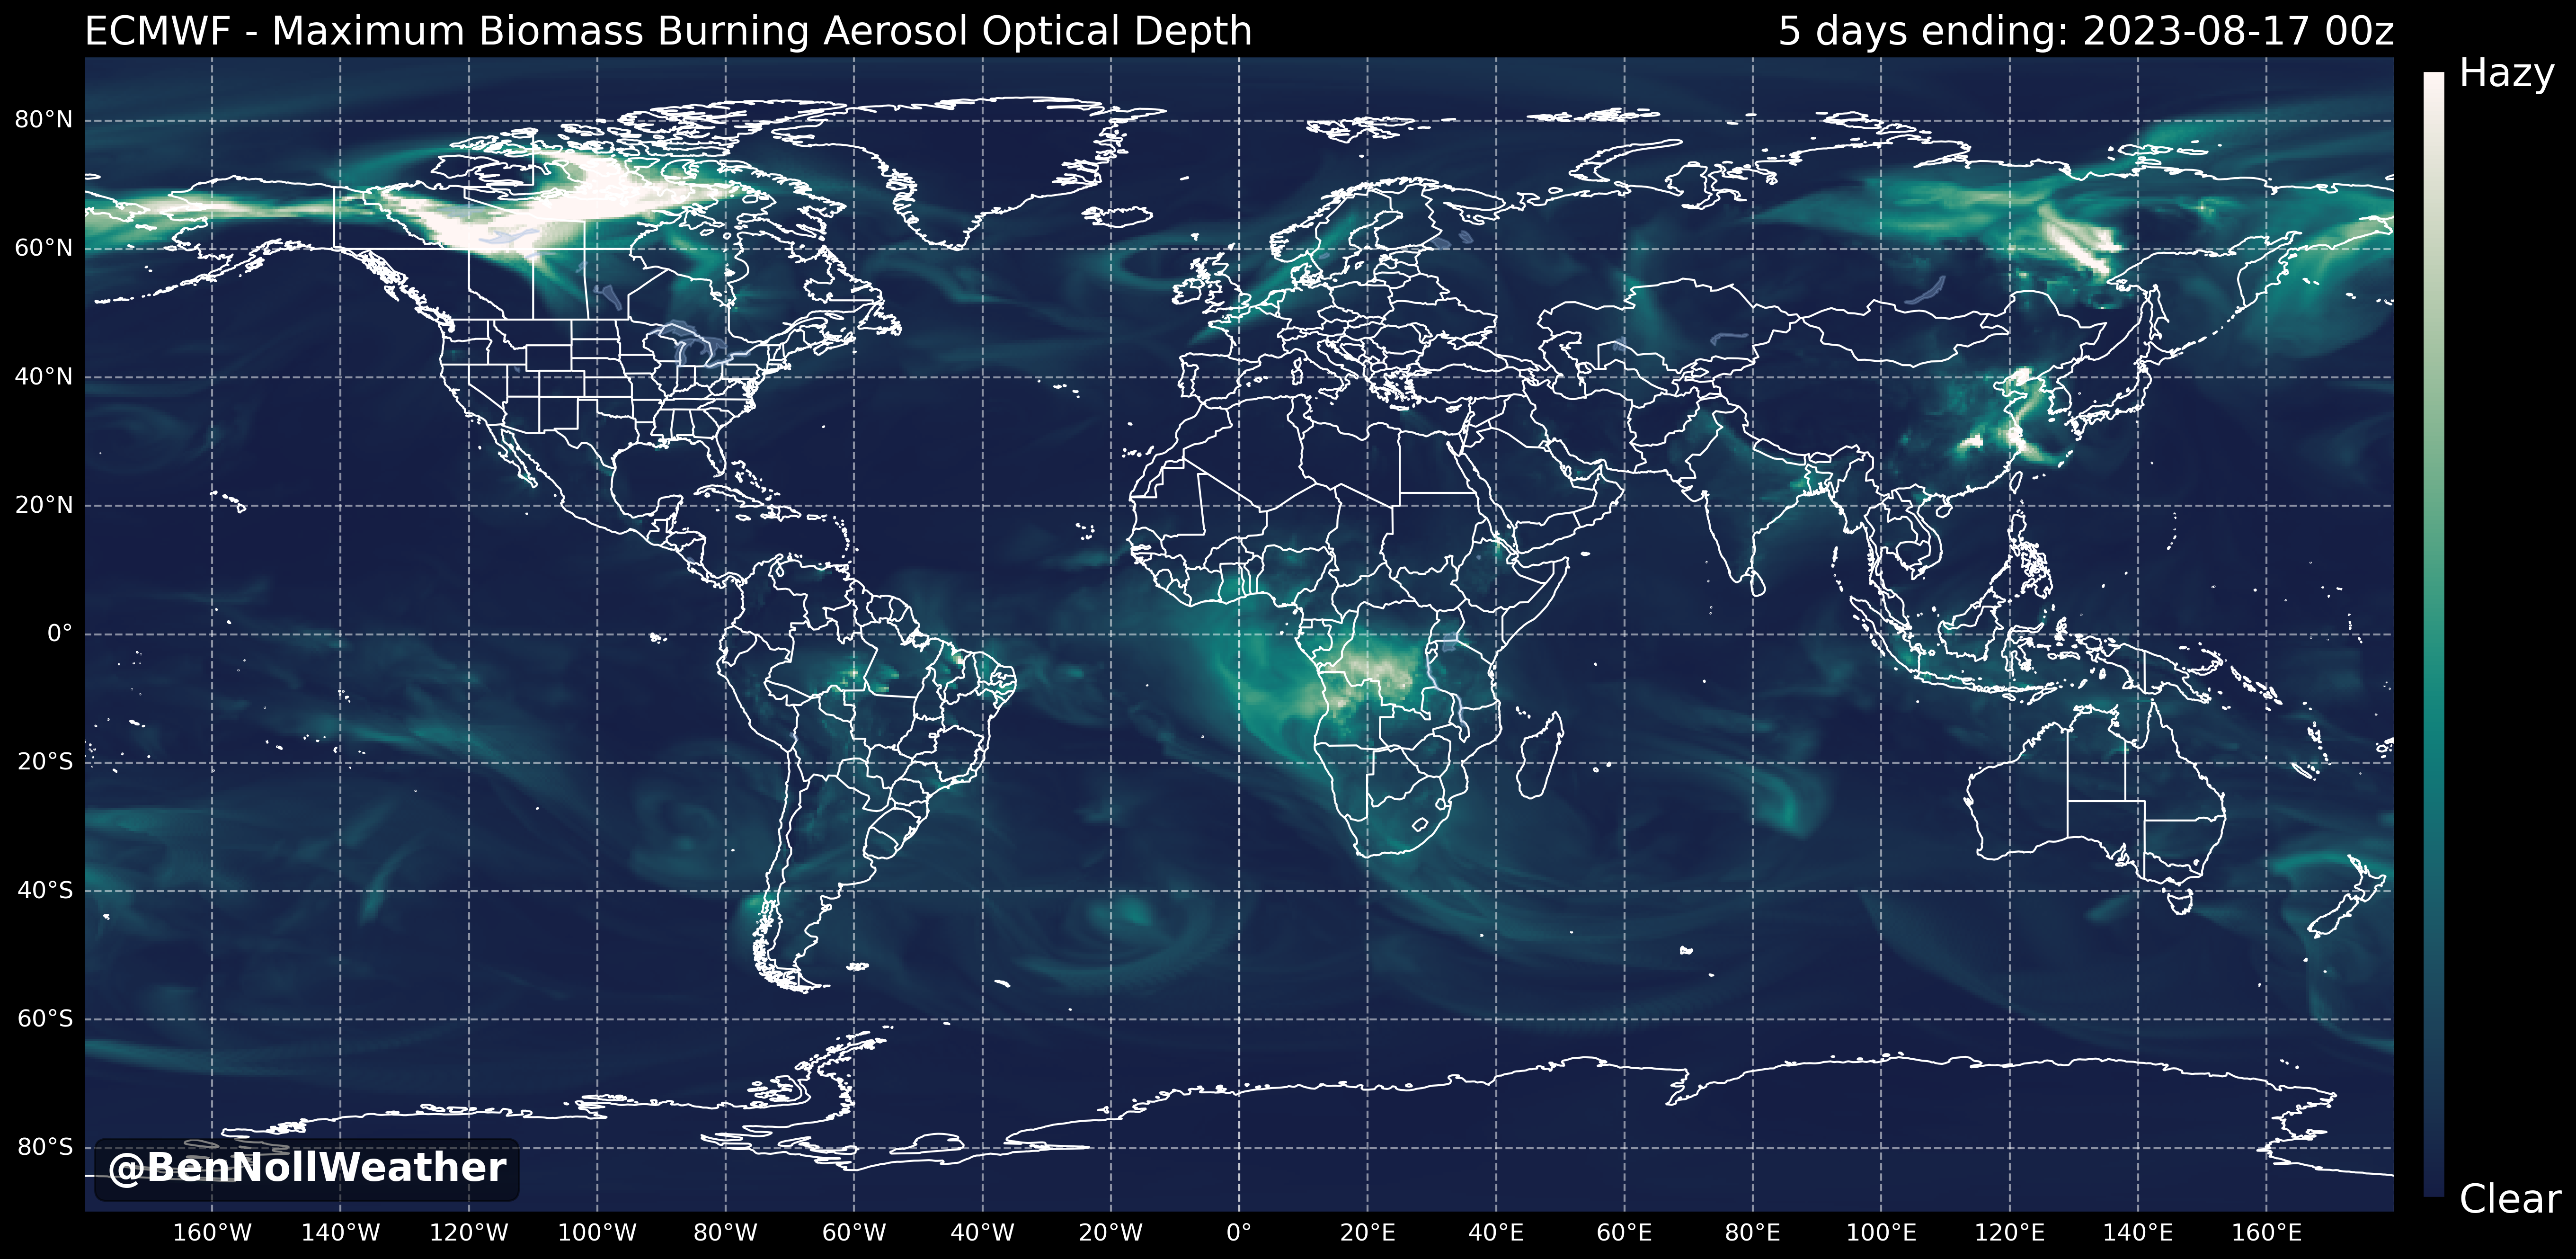 ECMWF - Maximum Biomass Burning Aerosol Optical Depth
5 days ending: 2023-08-17 00z
Hazy
80°N
60°N
40°N
20°N
0°
20°S
40°S
60°S
80°S
@BenNollWeather
Clear
160°W 140°W 120°W 100°W 80°W 60°W 40°W 20°W 0° 20°E 40°E 60°E 80°E 100°E 120°E 140°E 160°E